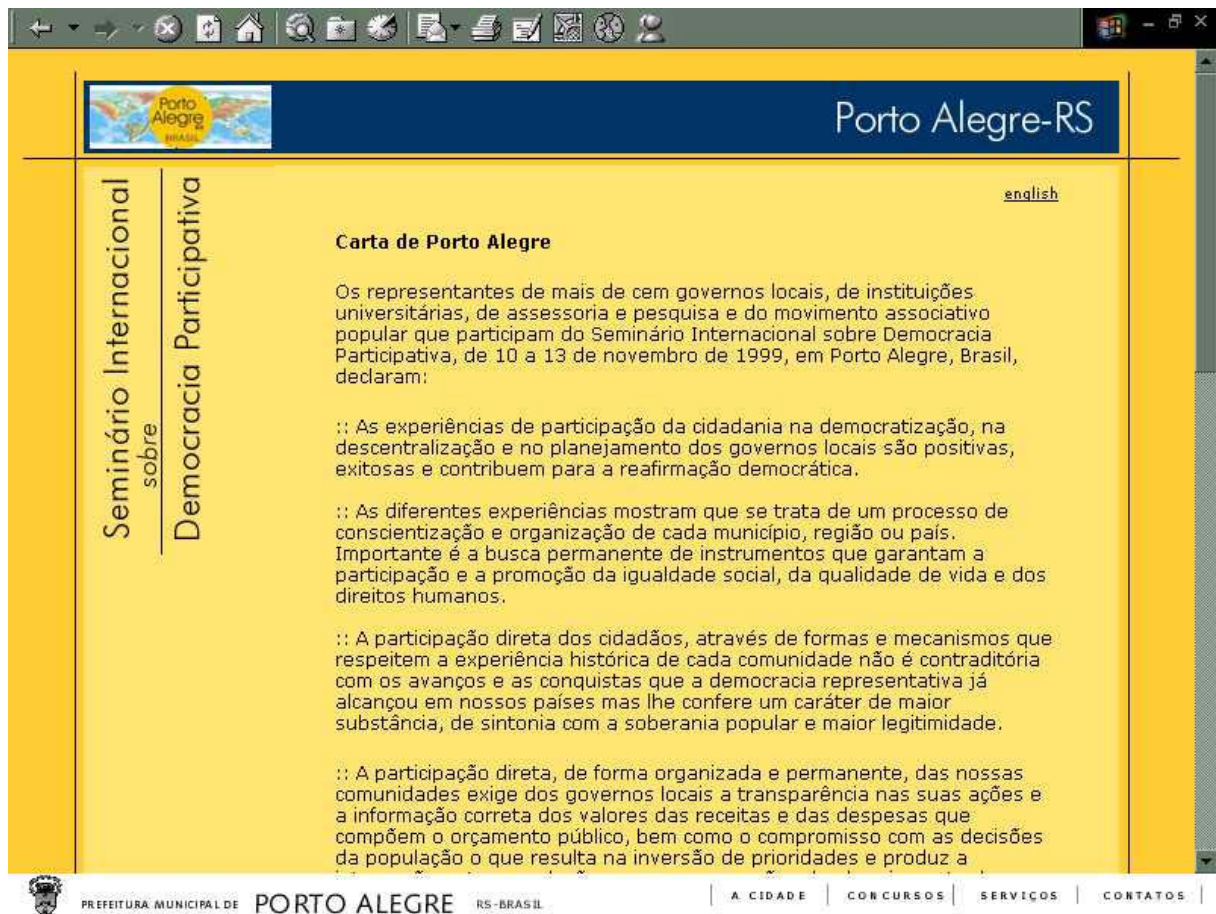 Porto
Alegre
RS
BRASIL
Porto Alegre-RS
Seminário Internacional
sobre
Democracia Participativa
english
Carta de Porto Alegre
Os representantes de mais de cem governos locais, de instituições
universitárias, de assessoria e pesquisa e do movimento associativo
popular que participam do Seminário Internacional sobre Democracia
Participativa, de 10 a 13 de novembro de 1999, em Porto Alegre, Brasil,
declaram:
:: As experiências de participação da cidadania na democratização, na
descentralização e no planejamento dos governos locais são positivas,
exitosas e contribuem para a reafirmação democrática.
:: As diferentes experiências mostram que se trata de um processo de
conscientização e organização de cada município, região ou país.
Importante é a busca permanente de instrumentos que garantam a
participação e a promoção da igualdade social, da qualidade de vida e dos
direitos humanos.
:: A participação direta dos cidadãos, através de formas e mecanismos que
respeitem a experiência histórica de cada comunidade não é contraditória
com os avanços e as conquistas que a democracia representativa já
alcançou em nossos países mas lhe confere um caráter de maior
substância, de sintonia com a soberania popular e maior legitimidade.
:: A participação direta, de forma organizada e permanente, das nossas
comunidades exige dos governos locais a transparência nas suas ações e
a informação correta dos valores das receitas e das despesas que
compõem o orçamento público, bem como o compromisso com as decisões
da população o que resulta na inversão de prioridades e produz a
PREFEITURA MUNICIPAL DE PORTO ALEGRE RS-BRASIL
A CIDADE | CONCURSOS | SERVIÇOS | CONTATOS |